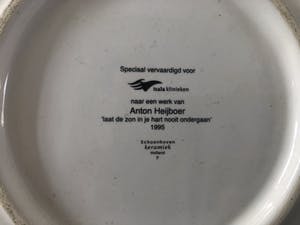 Speciaal vervaardigd voor
isala klinieken
naar een werk van
Anton Heijboer
'laat de zon in je hart nooit ondergaan'
1995
Schoonhoven
keramiek
Holland
7